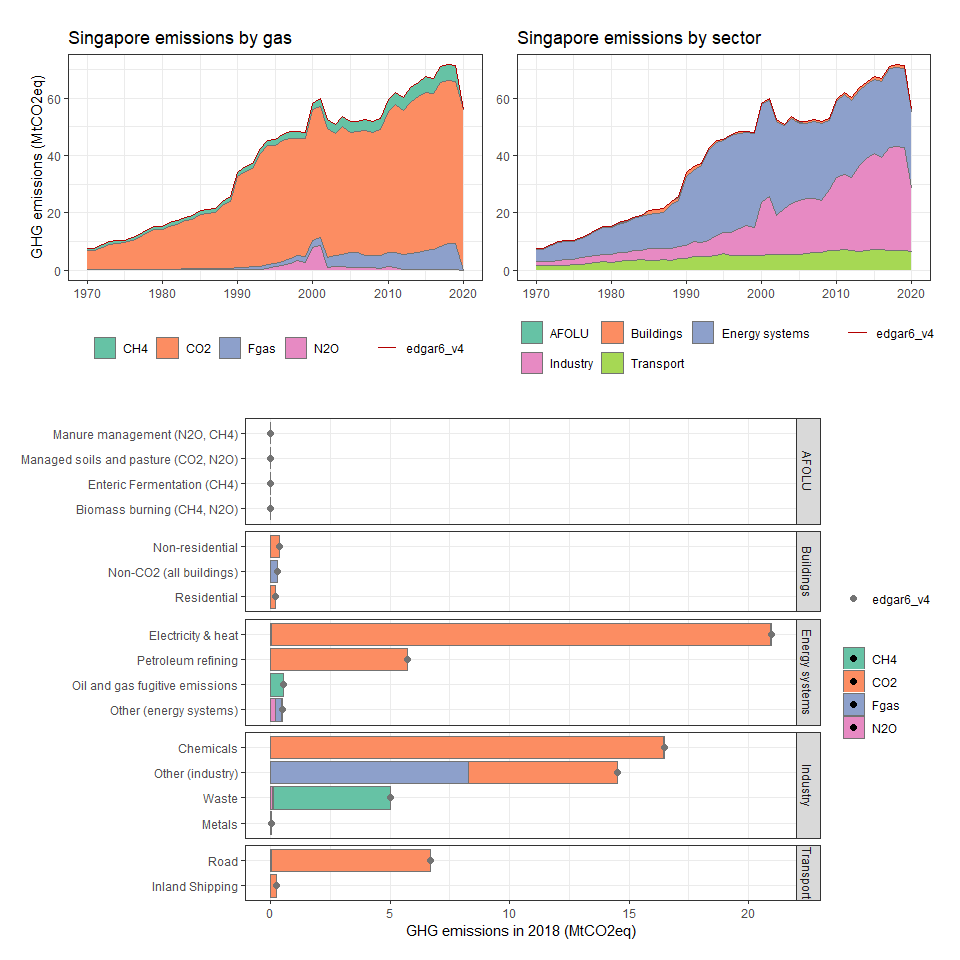 Singapore emissions by gas
GHG emissions (MtCO2eq)
60
40
20
0
1970 1980 1990 2000 2010 2020
CH4 CO2 Fgas N2O edgar6_v4
Singapore emissions by sector
60
40
20
0
1970 1980 1990 2000 2010 2020
AFOLU Buildings Energy systems edgar6_v4
Industry Transport
Manure management (N2O, CH4)
Managed soils and pasture (CO2, N2O)
Enteric Fermentation (CH4)
Biomass burning (CH4, N2O)
AFOLU
Non-residential
Non-CO2 (all buildings)
Residential
Buildings
Electricity & heat
Petroleum refining
Oil and gas fugitive emissions
Other (energy systems)
Energy systems
Chemicals
Other (industry)
Waste
Metals
Industry
Road
Inland Shipping
Transport
0 5 10 15 20
GHG emissions in 2018 (MtCO2eq)
edgar6_v4
CH4
CO2
Fgas
N2O